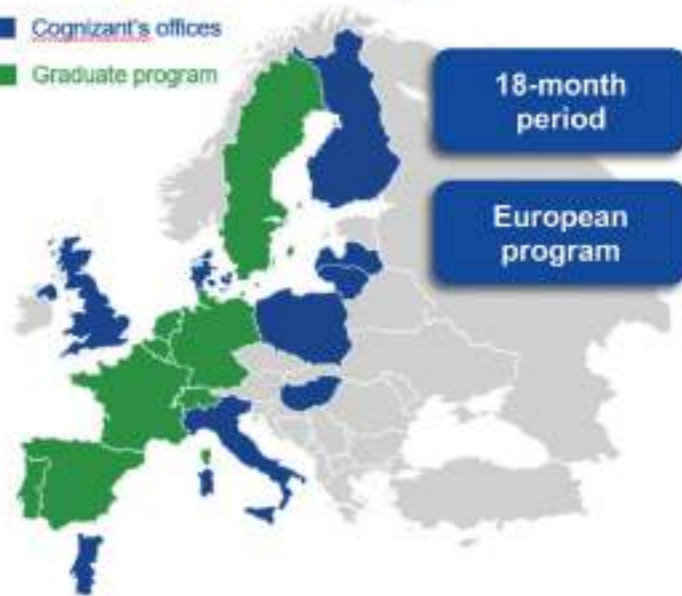 Cognizant's offices
Graduate program
18-month
period
European
program